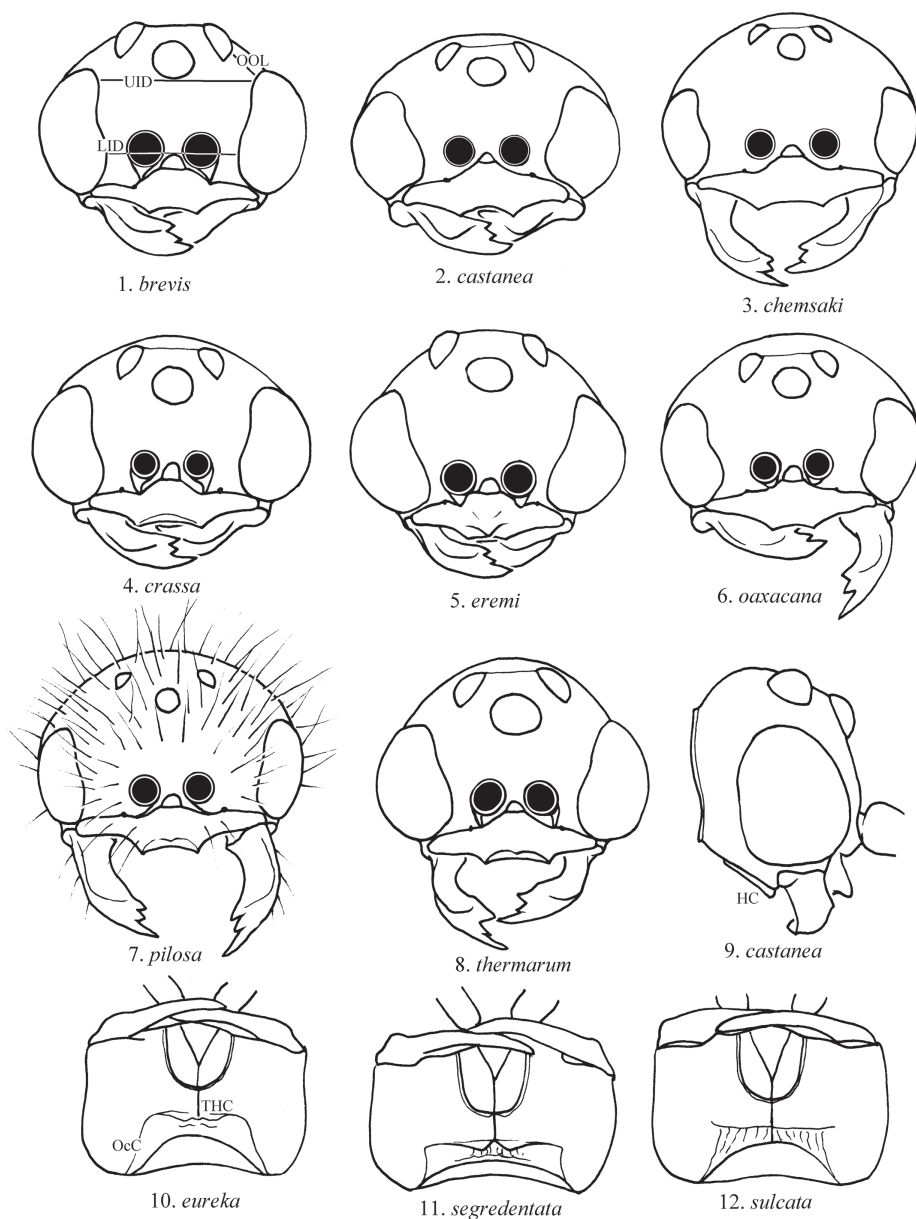 OOL
UID
LID
1. brevis
2. castanea
3. chemsaki
4. crassa
5. eremi
6. oaxacana
7. pilosa
8. thermarum
HC
9. castanea
THC
OcC
10. eureka
11. segredentata
12. sulcata